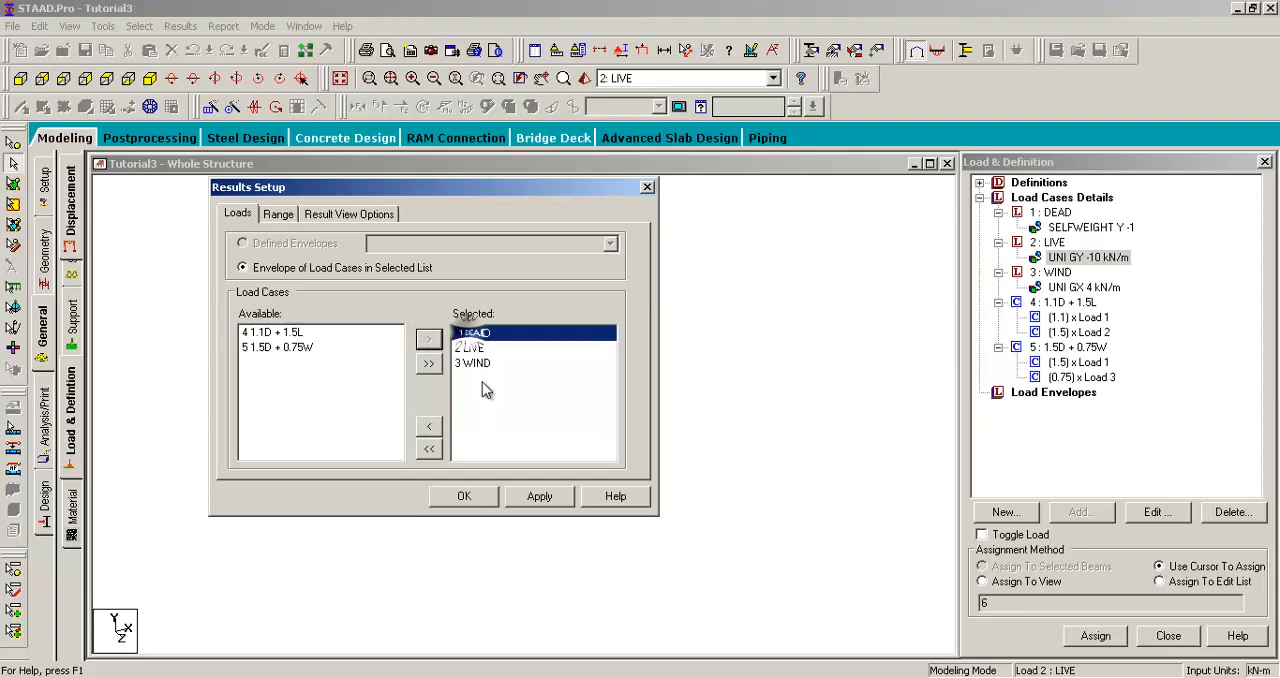 STAAD.Pro - Tutorial3
File Edit View Tools Select Results Report Mode Window Help
2: LIVE
Modeling Postprocessing Steel Design Concrete Design RAM Connection Bridge Deck Advanced Slab Design Piping
Setup
Geometry
General
Analysis/Print
Design
Displacement
Support
Load & Definition
Material
Tutorial3 - Whole Structure
Results Setup
Loads Range Result View Options
Defined Envelopes
Envelope of Load Cases in Selected List
Load Cases
Available: Selected:
4 1.1D + 1.5L
5 1.5D + 0.75W
1 DEAD
2 LIVE
3 WIND
>
>>
<
<<
OK Apply Help
Y
X
Z
Load & Definition
Definitions
Load Cases Details
1 : DEAD
SELFWEIGHT Y -1
2 : LIVE
UNI GY -10 kN/m
3 : WIND
UNI GX 4 kN/m
4 : 1.1D + 1.5L
(1.1) x Load 1
(1.5) x Load 2
5 : 1.5D + 0.75W
(1.5) x Load 1
(0.75) x Load 3
Load Envelopes
New... Add... Edit ... Delete...
Toggle Load
Assignment Method
Assign To Selected Beams Use Cursor To Assign
Assign To View Assign To Edit List
6
Assign Close Help
For Help, press F1 Modeling Mode Load 2 : LIVE Input Units: kN-m